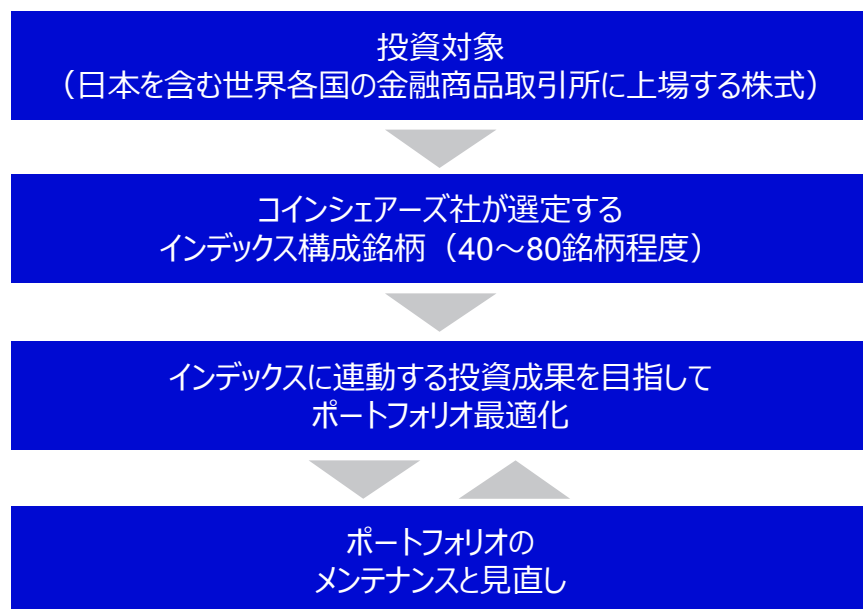 投資対象
（日本を含む世界各国の金融商品取引所に上場する株式）
コインシェアーズ社が選定する
インデックス構成銘柄（40～80銘柄程度）
インデックスに連動する投資成果を目指して
ポートフォリオ最適化
ポートフォリオの
メンテナンスと見直し